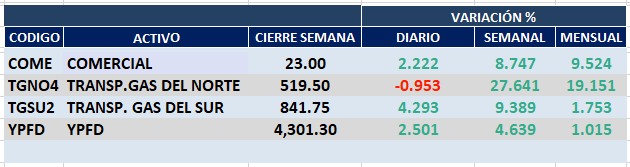 VARIACIÓN %
CODIGO ACTIVO CIERRE SEMANA DIARIO SEMANAL MENSUAL
COME COMERCIAL 23.00 2.222 8.747 9.524
TGNO4 TRANSP.GAS DEL NORTE 519.50 -0.953 27.641 19.151
TGSU2 TRANSP. GAS DEL SUR 841.75 4.293 9.389 1.753
YPFD YPFD 4,301.30 2.501 4.639 1.015